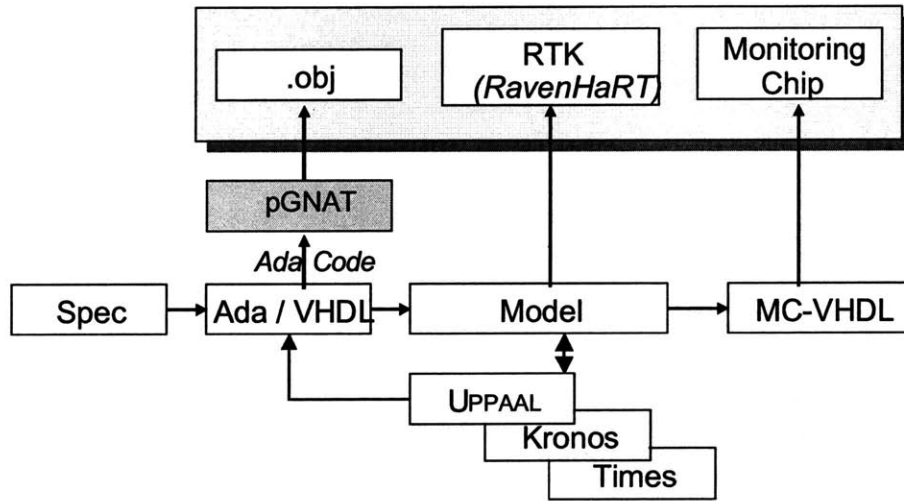 .obj
RTK
(RavenHaRT)
Monitoring
Chip
pGNAT
Ada Code
Spec
Ada / VHDL
Model
MC-VHDL
UPPAAL
Kronos
Times